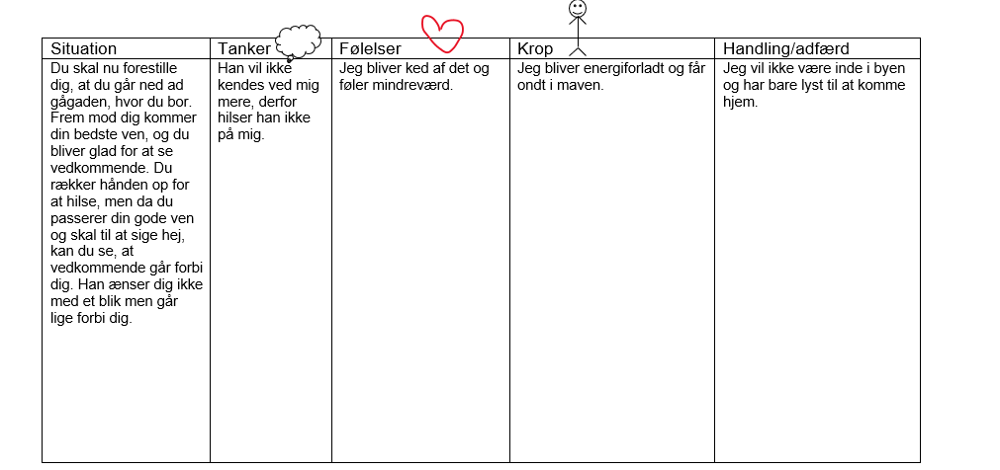 Situation
Tanker
Følelser
Krop
Handling/adfærd
Du skal nu forestille
dig, at du går ned ad
gågaden, hvor du bor.
Frem mod dig kommer
din bedste ven, og du
bliver glad for at se
vedkommende. Du
rækker hånden op for
at hilse, men da du
passerer din gode ven
og skal til at sige hej,
kan du se, at
vedkommende går forbi
dig. Han ænser dig ikke
med et blik men går
lige forbi dig.
Han vil ikke
kendes ved mig
mere, derfor
hilser han ikke
på mig.
Jeg bliver ked af det og
føler mindreværd.
Jeg bliver energiforladt og får
ondt i maven.
Jeg vil ikke være inde i byen
og har bare lyst til at komme
hjem.